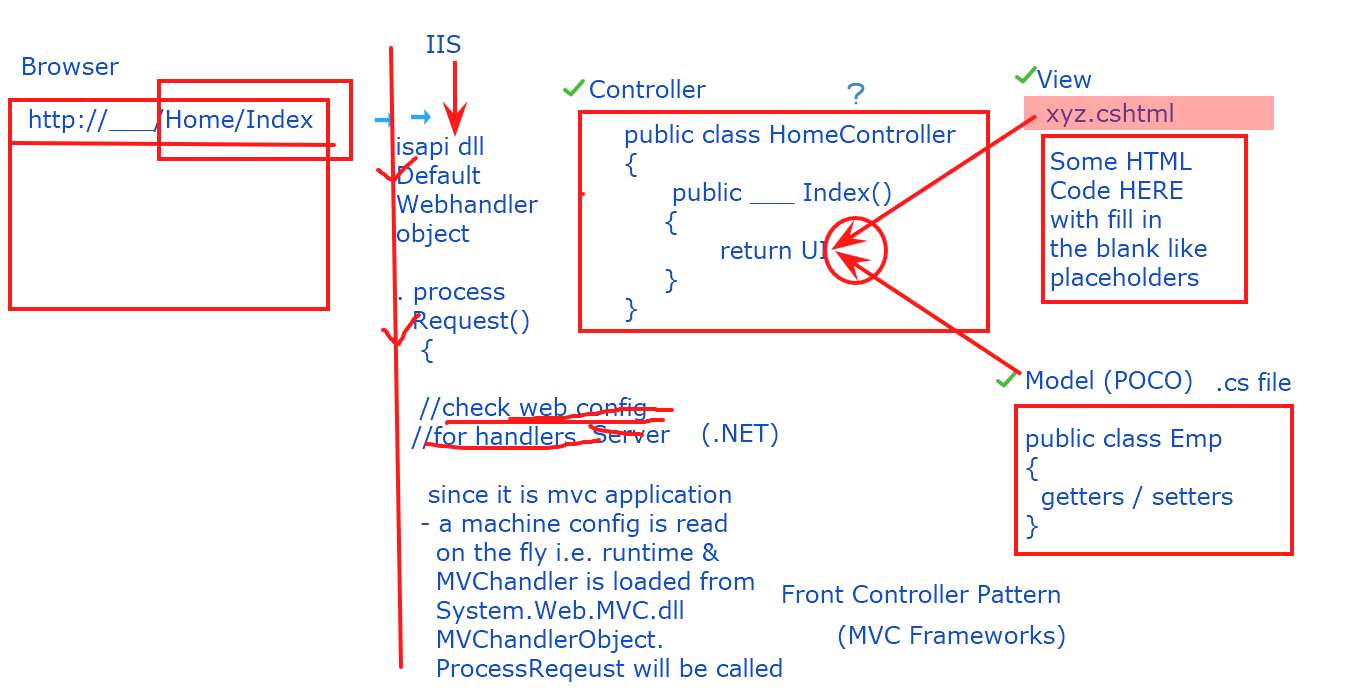 Browser
http://____/Home/Index
IIS
isapi dll
Default
Webhandler
object
. process
Request()
{
//check web config
//for handlers Server (.NET)
since it is mvc application
- a machine config is read
on the fly i.e. runtime &
MVChandler is loaded from
System.Web.MVC.dll
MVChandlerObject.
ProcessReqeust will be called
Controller
?
public class HomeController
{
public ____ Index()
{
return UI
}
}
View
xyz.cshtml
Some HTML
Code HERE
with fill in
the blank like
placeholders
Model (POCO) .cs file
public class Emp
{
getters / setters
}
Front Controller Pattern
(MVC Frameworks)